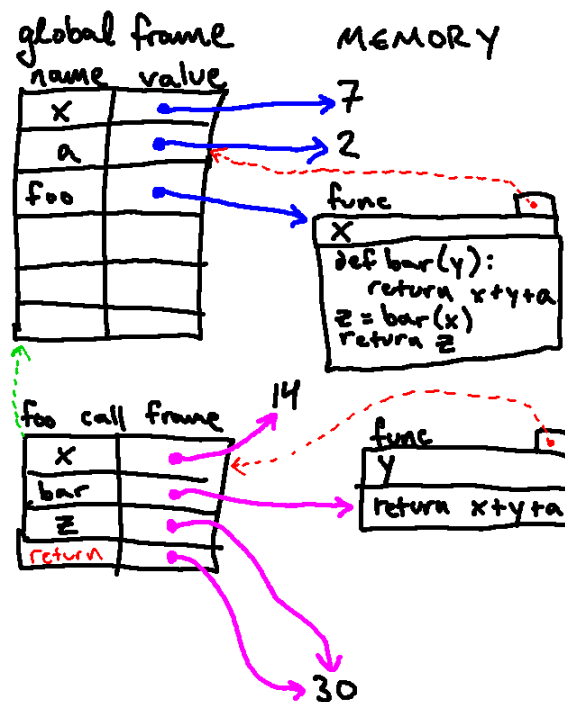 global frame
MEMORY
name value
x
7
a
2
foo
func
x
def bar(y):
return x+y+a
z = bar(x)
return z
foo call frame
14
x
bar
z
return
func
y
return x+y+a
30